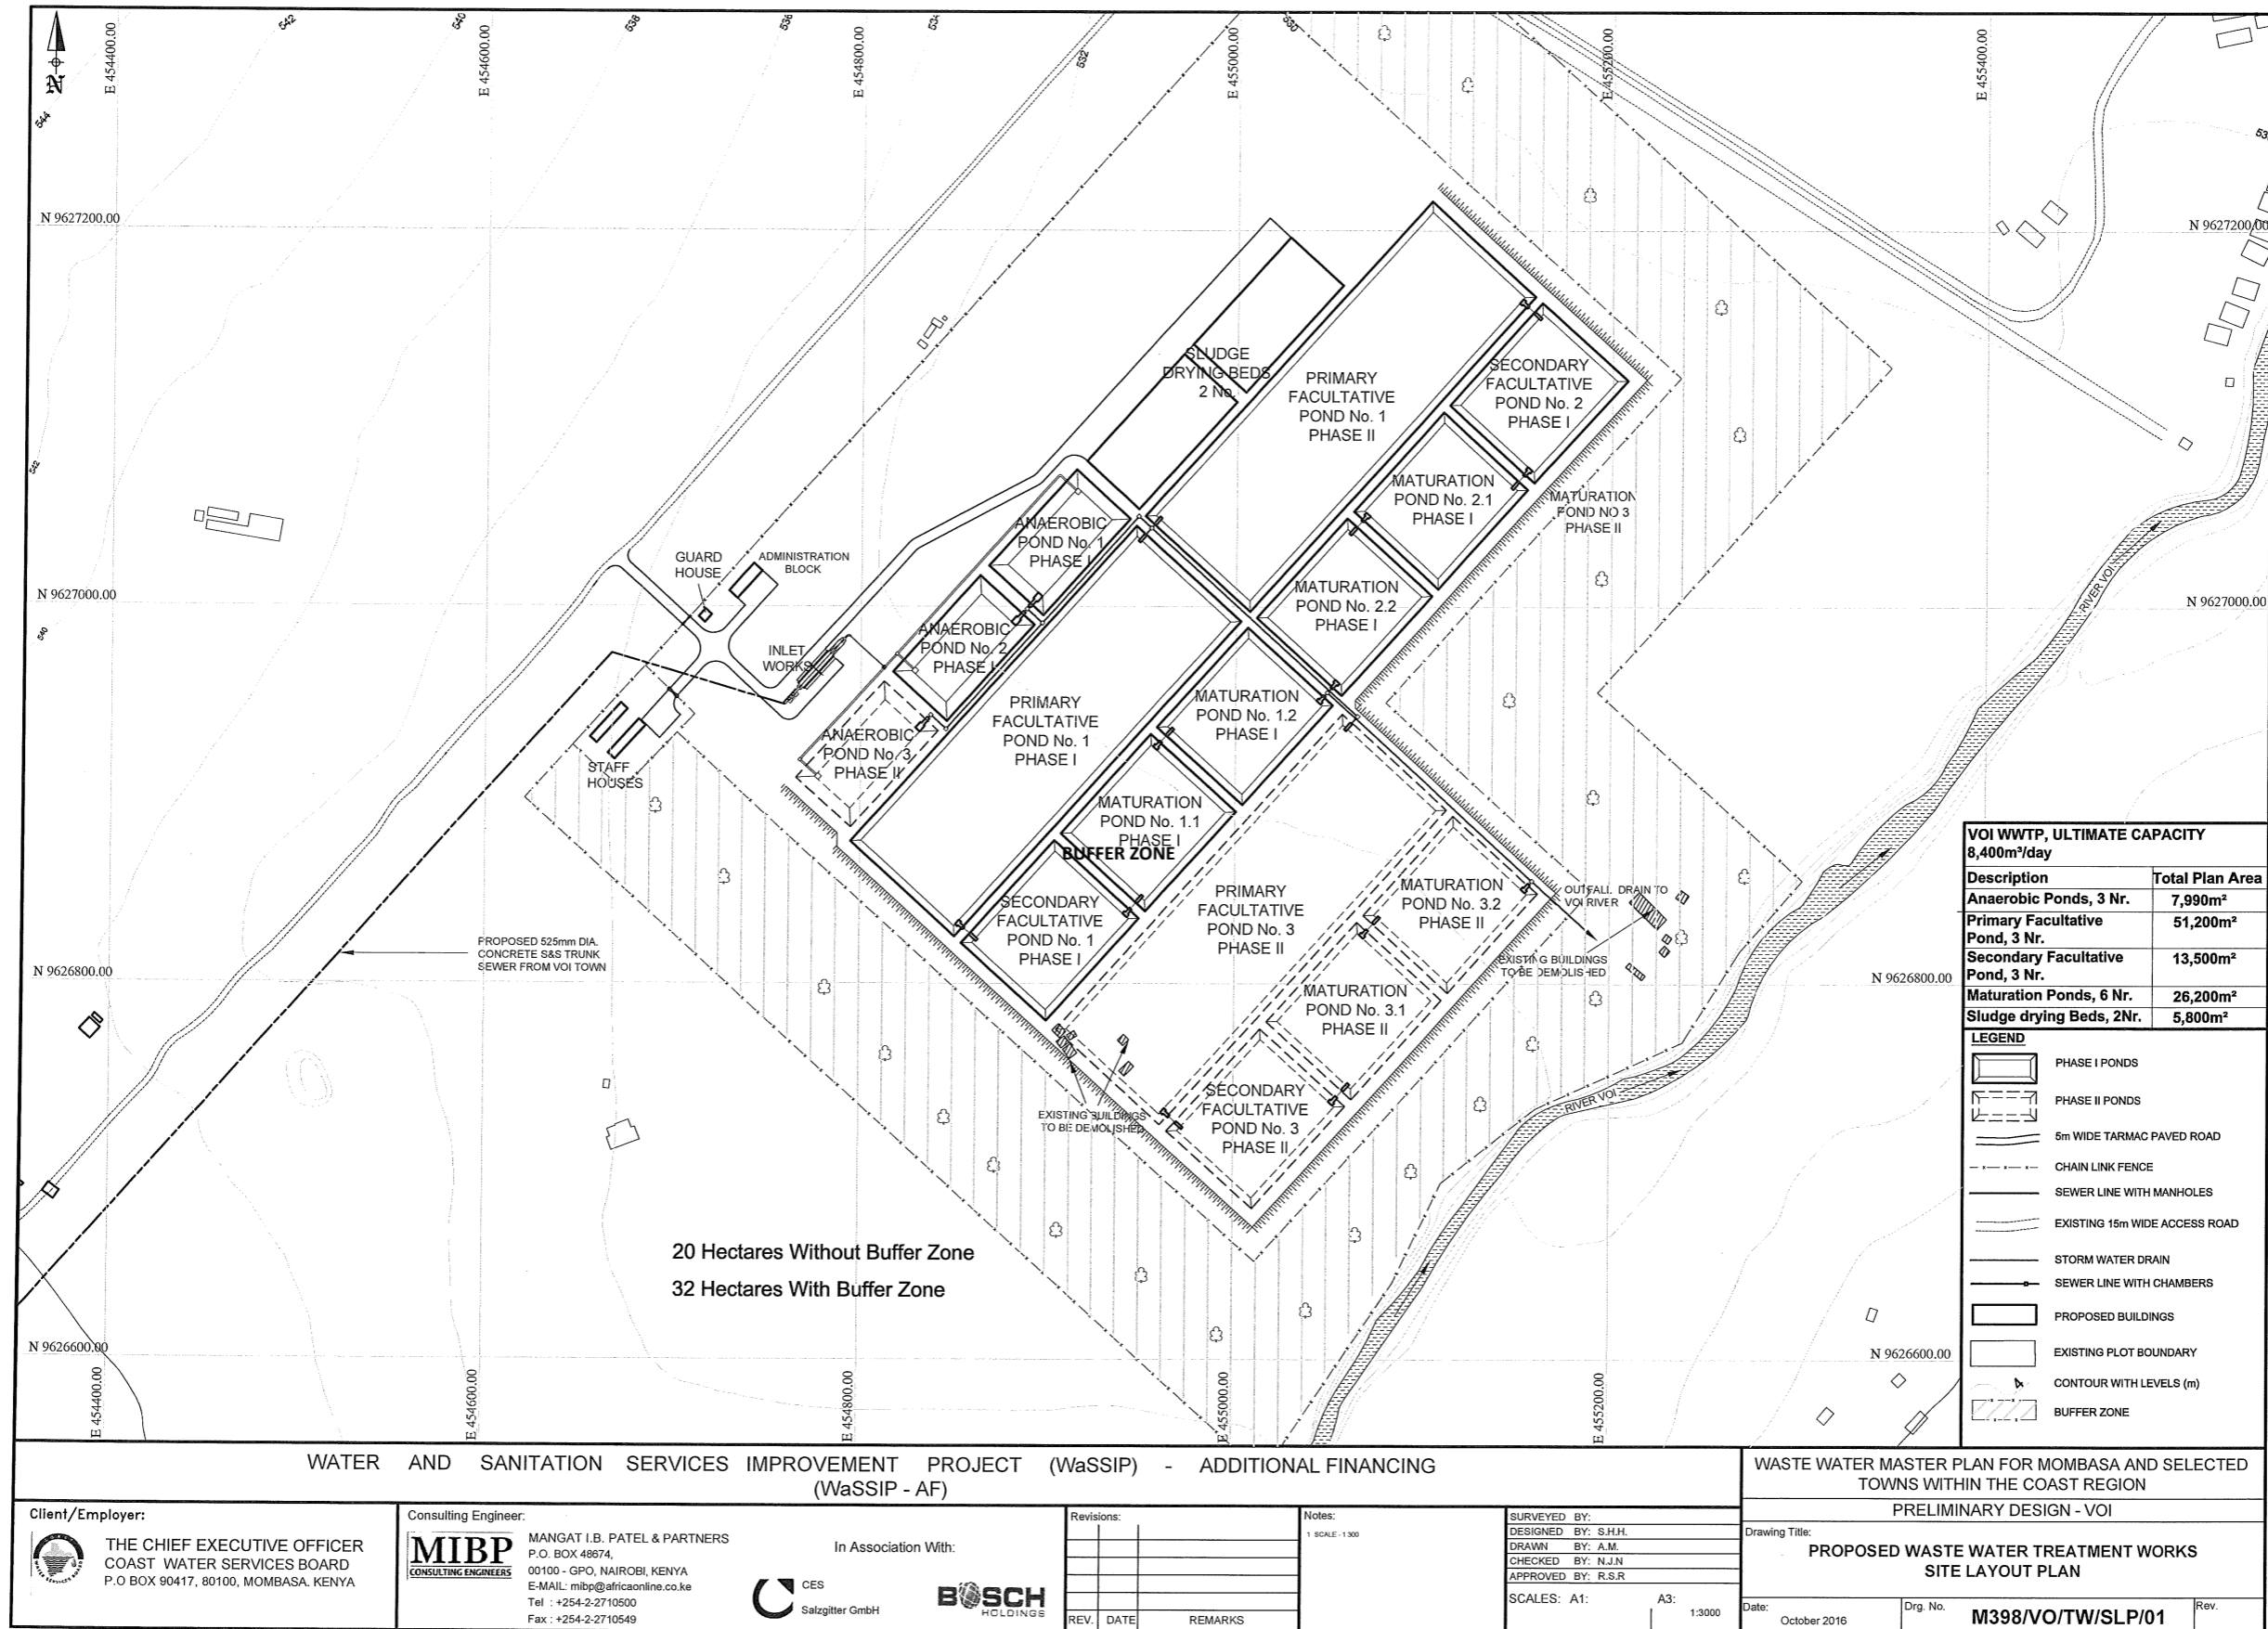 N
544
542
540
538
536
534
532
530
E 454400.00
E 454600.00
E 454800.00
E 455000.00
E 455200.00
E 455400.00
N 9627200.00
N 9627200.00
542
540
N 9627000.00
N 9627000.00
N 9626800.00
N 9626800.00
N 9626600.00
N 9626600.00
E 454400.00
E 454600.00
E 454800.00
E 455000.00
E 455200.00
SLUDGE
DRYING BEDS
2 No.
PRIMARY
FACULTATIVE
POND No. 1
PHASE II
SECONDARY
FACULTATIVE
POND No. 2
PHASE I
MATURATION
POND No. 2.1
PHASE I
MATURATION
POND NO 3
PHASE II
ANAEROBIC
POND No. 1
PHASE I
GUARD
HOUSE
ADMINISTRATION
BLOCK
MATURATION
POND No. 2.2
PHASE I
ANAEROBIC
POND No. 2
PHASE I
INLET
WORKS
PRIMARY
FACULTATIVE
POND No. 1
PHASE I
MATURATION
POND No. 1.2
PHASE I
ANAEROBIC
POND No. 3
PHASE II
STAFF
HOUSES
MATURATION
POND No. 1.1
PHASE I
BUFFER ZONE
SECONDARY
FACULTATIVE
POND No. 1
PHASE I
PRIMARY
FACULTATIVE
POND No. 3
PHASE II
MATURATION
POND No. 3.2
PHASE II
OUTFALL DRAIN TO
VOI RIVER
EXISTING BUILDINGS
TO BE DEMOLISHED
MATURATION
POND No. 3.1
PHASE II
SECONDARY
FACULTATIVE
POND No. 3
PHASE II
EXISTING BUILDINGS
TO BE DEMOLISHED
PROPOSED 525mm DIA.
CONCRETE S&S TRUNK
SEWER FROM VOI TOWN
RIVER VOI
RIVER VOI
20 Hectares Without Buffer Zone
32 Hectares With Buffer Zone
VOI WWTP, ULTIMATE CAPACITY
8,400m³/day
Description Total Plan Area
Anaerobic Ponds, 3 Nr. 7,990m²
Primary Facultative
Pond, 3 Nr. 51,200m²
Secondary Facultative
Pond, 3 Nr. 13,500m²
Maturation Ponds, 6 Nr. 26,200m²
Sludge drying Beds, 2Nr. 5,800m²
LEGEND
PHASE I PONDS
PHASE II PONDS
5m WIDE TARMAC PAVED ROAD
CHAIN LINK FENCE
SEWER LINE WITH MANHOLES
EXISTING 15m WIDE ACCESS ROAD
STORM WATER DRAIN
SEWER LINE WITH CHAMBERS
PROPOSED BUILDINGS
EXISTING PLOT BOUNDARY
CONTOUR WITH LEVELS (m)
BUFFER ZONE
WATER AND SANITATION SERVICES IMPROVEMENT PROJECT (WaSSIP) - ADDITIONAL FINANCING
(WaSSIP - AF)
Client/Employer:
THE CHIEF EXECUTIVE OFFICER
COAST WATER SERVICES BOARD
P.O BOX 90417, 80100, MOMBASA. KENYA
Consulting Engineer:
MIBP
CONSULTING ENGINEERS
MANGAT I.B. PATEL & PARTNERS
P.O. BOX 48674,
00100 - GPO, NAIROBI, KENYA
E-MAIL: mibp@africaonline.co.ke
Tel : +254-2-2710500
Fax : +254-2-2710549
In Association With:
CES
Salzgitter GmbH
BOSCH
HOLDINGS
Revisions:
REV. DATE REMARKS
Notes:
1 SCALE - 1 300
SURVEYED BY:
DESIGNED BY: S.H.H.
DRAWN BY: A.M.
CHECKED BY: N.J.N
APPROVED BY: R.S.R
SCALES: A1: A3:
1:3000
WASTE WATER MASTER PLAN FOR MOMBASA AND SELECTED
TOWNS WITHIN THE COAST REGION
PRELIMINARY DESIGN - VOI
Drawing Title:
PROPOSED WASTE WATER TREATMENT WORKS
SITE LAYOUT PLAN
Date:
October 2016
Drg. No.
M398/VO/TW/SLP/01
Rev.